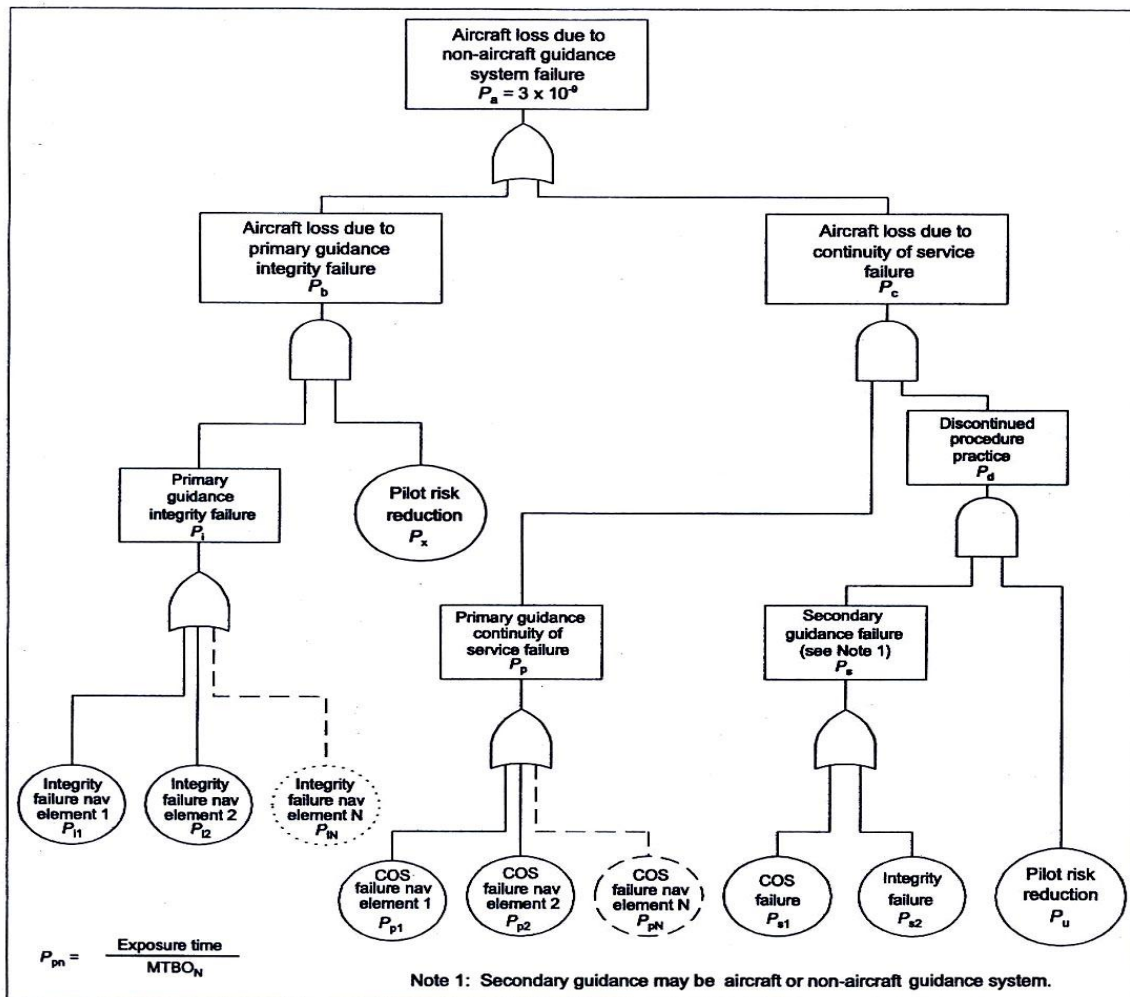 Aircraft loss due to
non-aircraft guidance
system failure
Pa = 3 x 10-9
Aircraft loss due to
primary guidance
integrity failure
Pb
Aircraft loss due to
continuity of service
failure
Pc
Discontinued
procedure
practice
Pd
Primary
guidance
integrity failure
Pi
Pilot risk
reduction
Px
Primary guidance
continuity of
service failure
Pp
Secondary
guidance failure
(see Note 1)
Ps
Integrity
failure nav
element 1
Pi1
Integrity
failure nav
element 2
Pi2
Integrity
failure nav
element N
PiN
COS
failure nav
element 1
Pp1
COS
failure nav
element 2
Pp2
COS
failure nav
element N
PpN
COS
failure
Ps1
Integrity
failure
Ps2
Pilot risk
reduction
Pu
Ppn = Exposure time
MTBON
Note 1: Secondary guidance may be aircraft or non-aircraft guidance system.